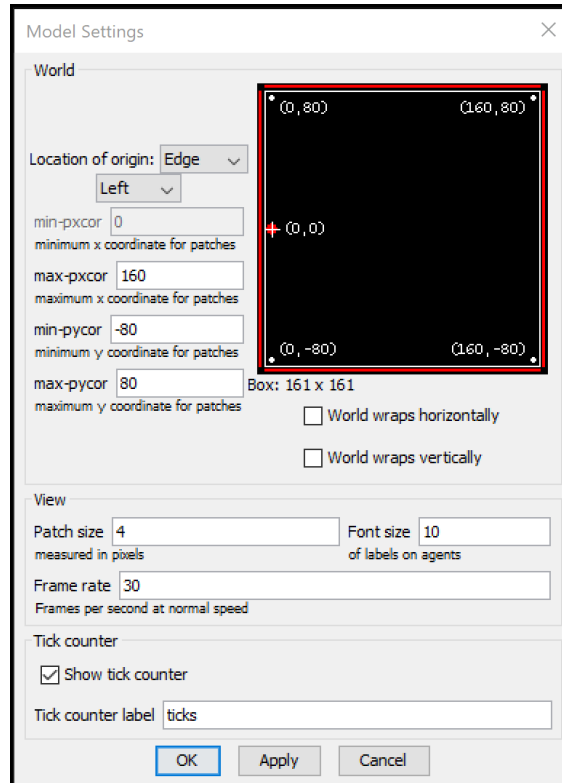 Model Settings
World
(0,80) (160,80)
Location of origin: Edge
Left
min-pxcor 0
minimum x coordinate for patches
(0,0)
max-pxcor 160
maximum x coordinate for patches
min-pycor -80
minimum y coordinate for patches
(0,-80) (160,-80)
max-pycor 80
maximum y coordinate for patches
Box: 161 x 161
World wraps horizontally
World wraps vertically
View
Patch size 4
measured in pixels
Font size 10
of labels on agents
Frame rate 30
Frames per second at normal speed
Tick counter
Show tick counter
Tick counter label ticks
OK Apply Cancel